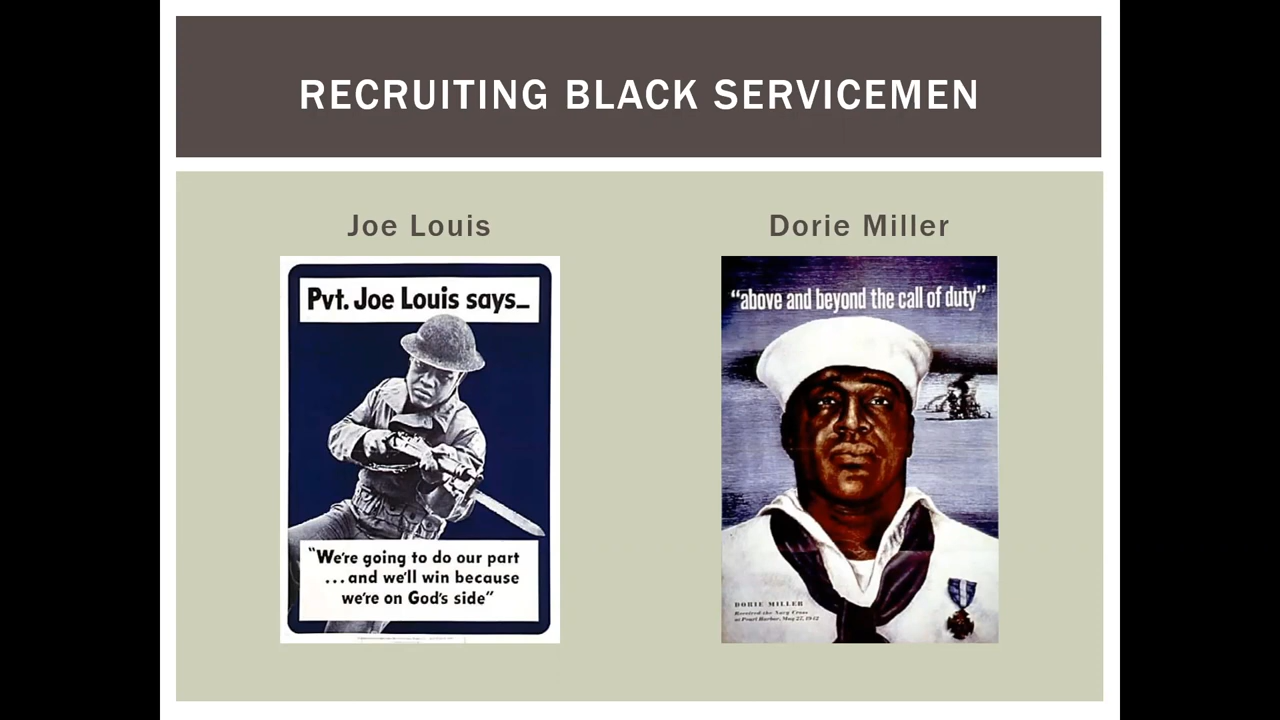 RECRUITING BLACK SERVICEMEN
Joe Louis
Pvt. Joe Louis says_
"We're going to do our part
...and we'll win because
we're on God's side"
Dorie Miller
"above and beyond the call of duty"
DORIE MILLER
Received the Navy Cross
at Pearl Harbor, May 27, 1942